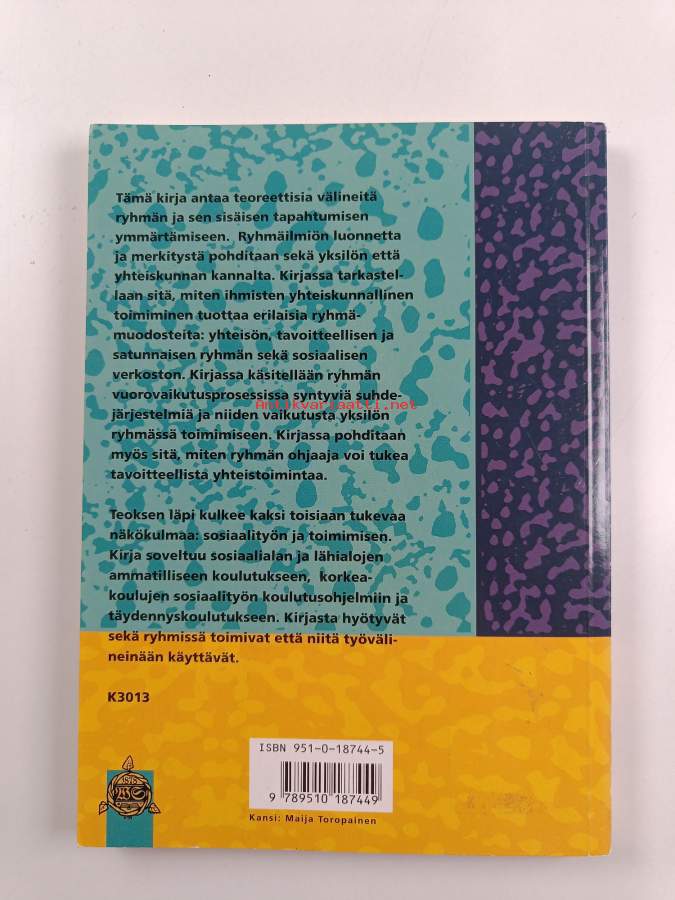 Tämä kirja antaa teoreettisia välineitä
ryhmän ja sen sisäisen tapahtumisen
ymmärtämiseen. Ryhmäilmiön luonnetta
ja merkitystä pohditaan sekä yksilön että
yhteiskunnan kannalta. Kirjassa tarkastel-
laan sitä, miten ihmisten yhteiskunnallinen
toimiminen tuottaa erilaisia ryhmä-
muodosteita: yhteisön, tavoitteellisen ja
satunnaisen ryhmän sekä sosiaalisen
verkoston. Kirjassa käsitellään ryhmän
vuorovaikutusprosessissa syntyviä suhde-
Antikvariaatti.net
järjestelmiä ja niiden vaikutusta yksilön
ryhmässä toimimiseen. Kirjassa pohditaan
myös sitä, miten ryhmän ohjaaja voi tukea
tavoitteellista yhteistoimintaa.
Teoksen läpi kulkee kaksi toisiaan tukevaa
näkökulmaa: sosiaalityön ja toimimisen.
Kirja soveltuu sosiaalialan ja lähialojen
ammatilliseen koulutukseen, korkea-
koulujen sosiaalityön koulutusohjelmiin ja
täydennyskoulutukseen. Kirjasta hyötyvät
sekä ryhmissä toimivat että niitä työväli-
neinään käyttävät.
K3013
ISBN 951-0-18744-5
9 789510 187449
Kansi: Maija Toropainen